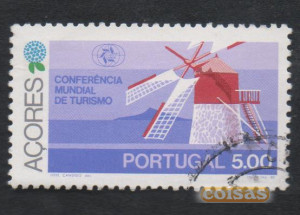 AÇORES
CONFERÊNCIA
MUNDIAL
DE TURISMO
PORTUGAL 5.00
coisas